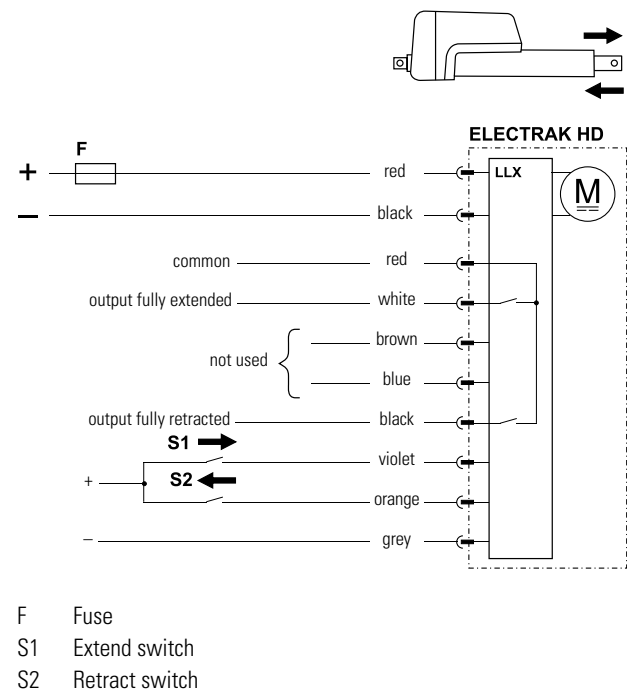 ELECTRAK HD
F
+ red LLX
M
– black
common red
output fully extended white
brown
not used
blue
output fully retracted black
S1
violet
+ S2
orange
– grey
F Fuse
S1 Extend switch
S2 Retract switch